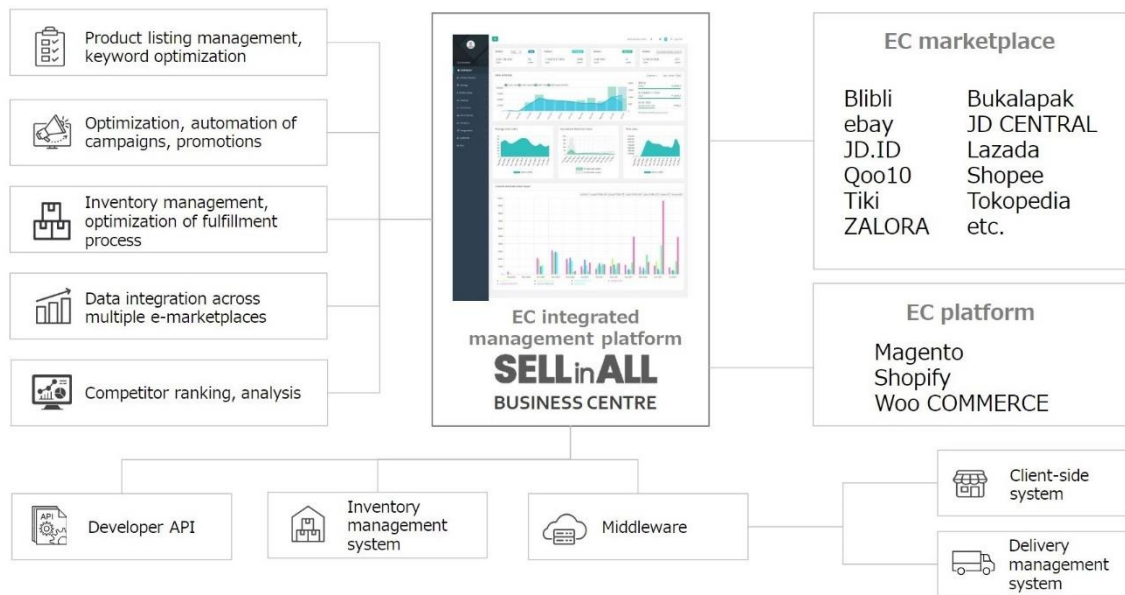 Product listing management,
keyword optimization
Optimization, automation of
campaigns, promotions
Inventory management,
optimization of fulfillment
process
Data integration across
multiple e-marketplaces
Competitor ranking, analysis
EC integrated
management platform
SELLinALL
BUSINESS CENTRE
EC marketplace
Blibli
Bukalapak
ebay
JD CENTRAL
JD.ID
Lazada
Qoo10
Shopee
Tiki
Tokopedia
ZALORA
etc.
EC platform
Magento
Shopify
Woo COMMERCE
API
Developer API
Inventory
management
system
Middleware
Client-side
system
Delivery
management
system